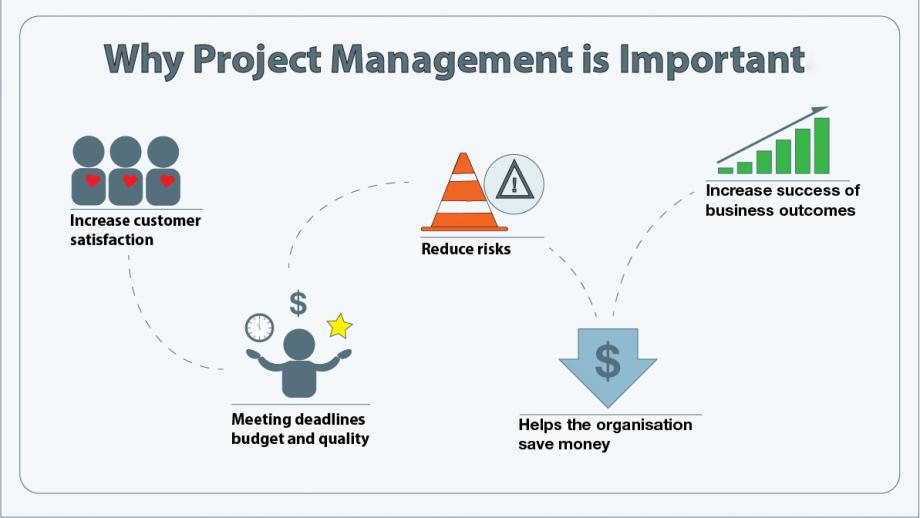 Why Project Management is Important
Increase customer
satisfaction
$
Meeting deadlines
budget and quality
!
Reduce risks
$
Helps the organisation
save money
Increase success of
business outcomes